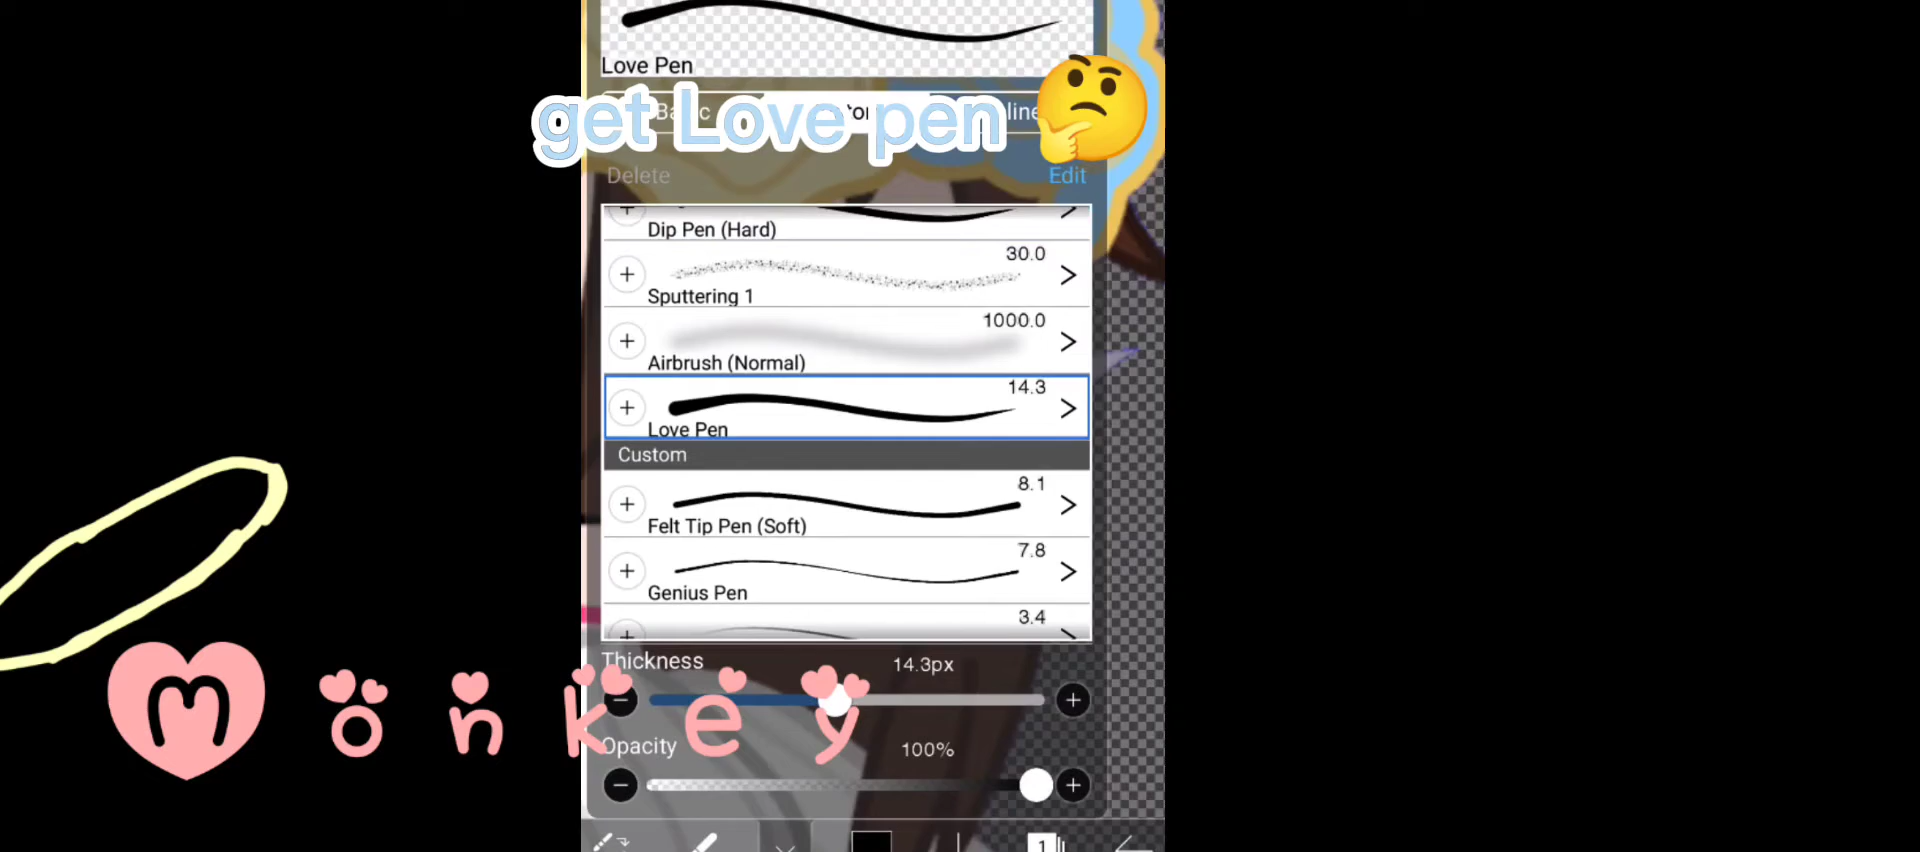 Love Pen
get Love pen 🤔
Delete
Edit
Dip Pen (Hard)
30.0
Sputtering 1
1000.0
Airbrush (Normal)
14.3
Love Pen
Custom
8.1
Felt Tip Pen (Soft)
7.8
Genius Pen
3.4
Thickness
14.3px
monkey
Opacity
100%
1